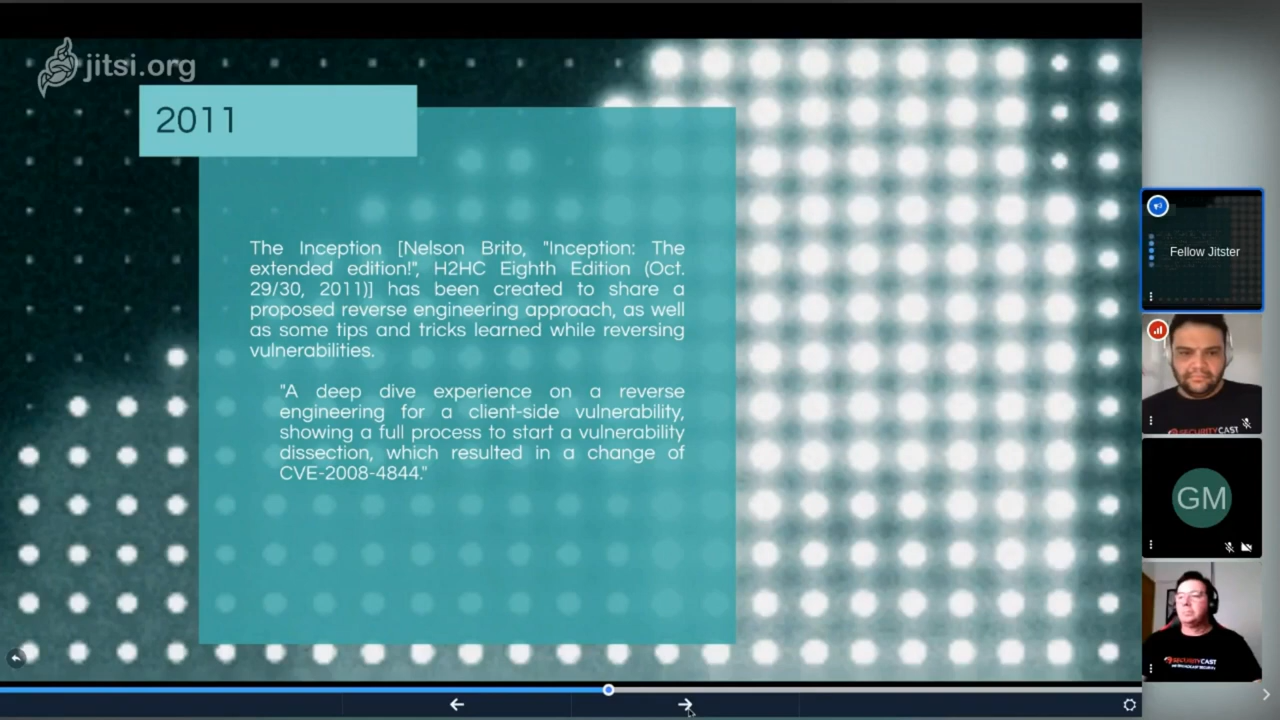 jitsi.org
2011
The Inception [Nelson Brito, "Inception: The
extended edition!", H2HC Eighth Edition (Oct.
29/30, 2011)] has been created to share a
proposed reverse engineering approach, as well
as some tips and tricks learned while reversing
vulnerabilities.
"A deep dive experience on a reverse
engineering for a client-side vulnerability,
showing a full process to start a vulnerability
dissection, which resulted in a change of
CVE-2008-4844."
Fellow Jitster
SECURITYCAST
GM
SECURITYCAST